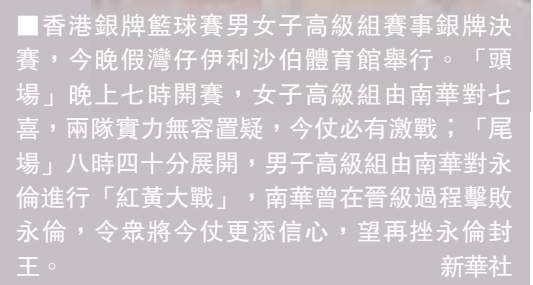 ■香港銀牌籃球賽男女子高級組賽事銀牌決
賽，今晚假灣仔伊利沙伯體育館舉行。「頭
場」晚上七時開賽，女子高級組由南華對七
喜，兩隊實力無容置疑，今仗必有激戰；「尾
場」八時四十分展開，男子高級組由南華對永
倫進行「紅黃大戰」，南華曾在晉級過程擊敗
永倫，令眾將今仗更添信心，望再挫永倫封
王。 新華社